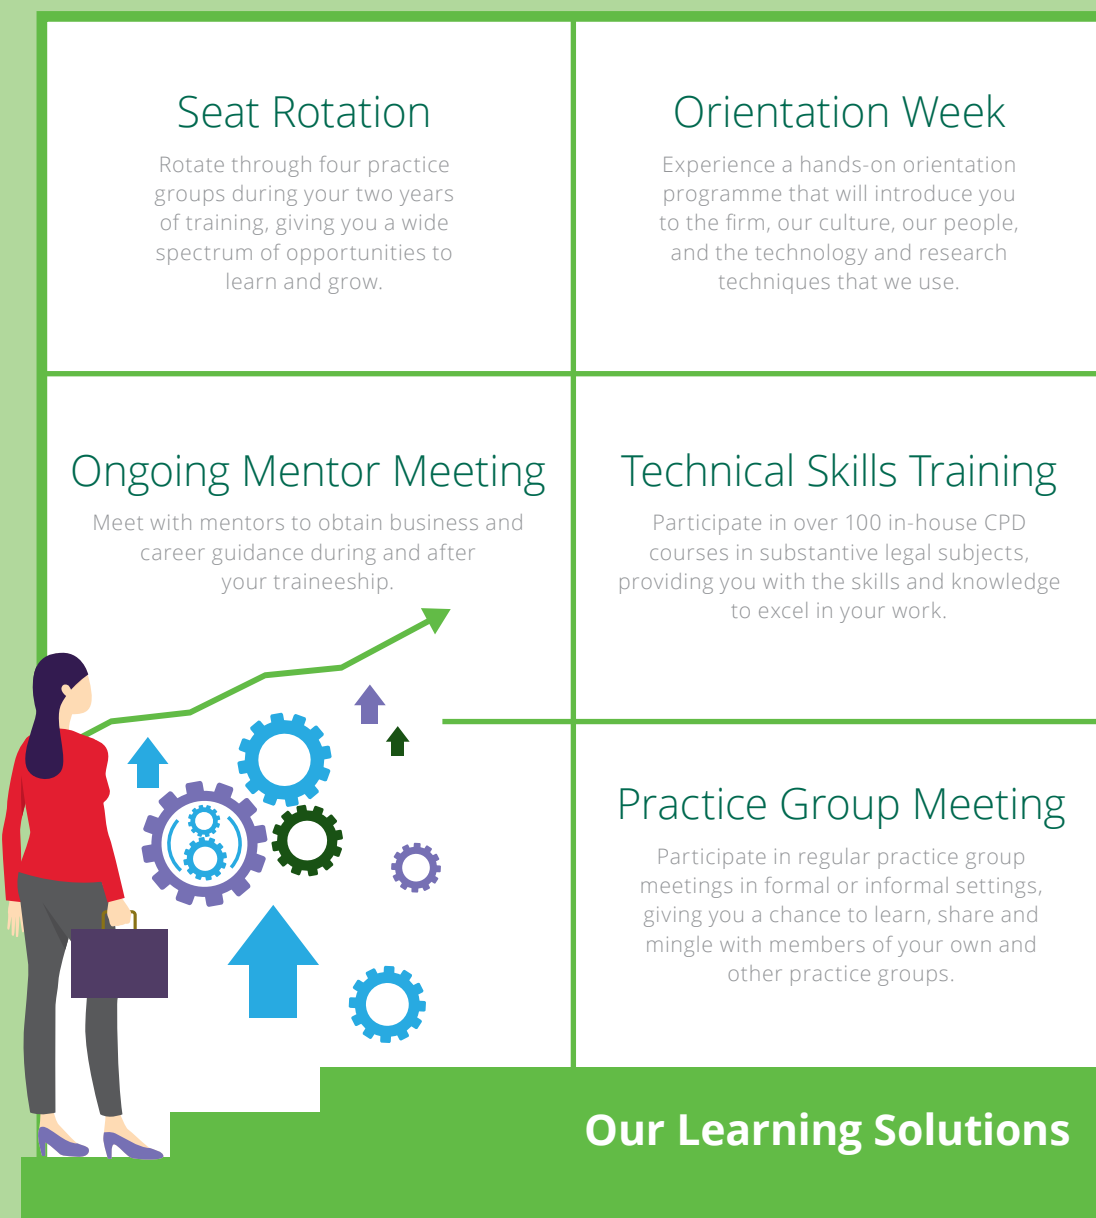 Seat Rotation
Rotate through four practice
groups during your two years
of training, giving you a wide
spectrum of opportunities to
learn and grow.
Orientation Week
Experience a hands-on orientation
programme that will introduce you
to the firm, our culture, our people,
and the technology and research
techniques that we use.
Ongoing Mentor Meeting
Meet with mentors to obtain business and
career guidance during and after
your traineeship.
Technical Skills Training
Participate in over 100 in-house CPD
courses in substantive legal subjects,
providing you with the skills and knowledge
to excel in your work.
Practice Group Meeting
Participate in regular practice group
meetings in formal or informal settings,
giving you a chance to learn, share and
mingle with members of your own and
other practice groups.
Our Learning Solutions